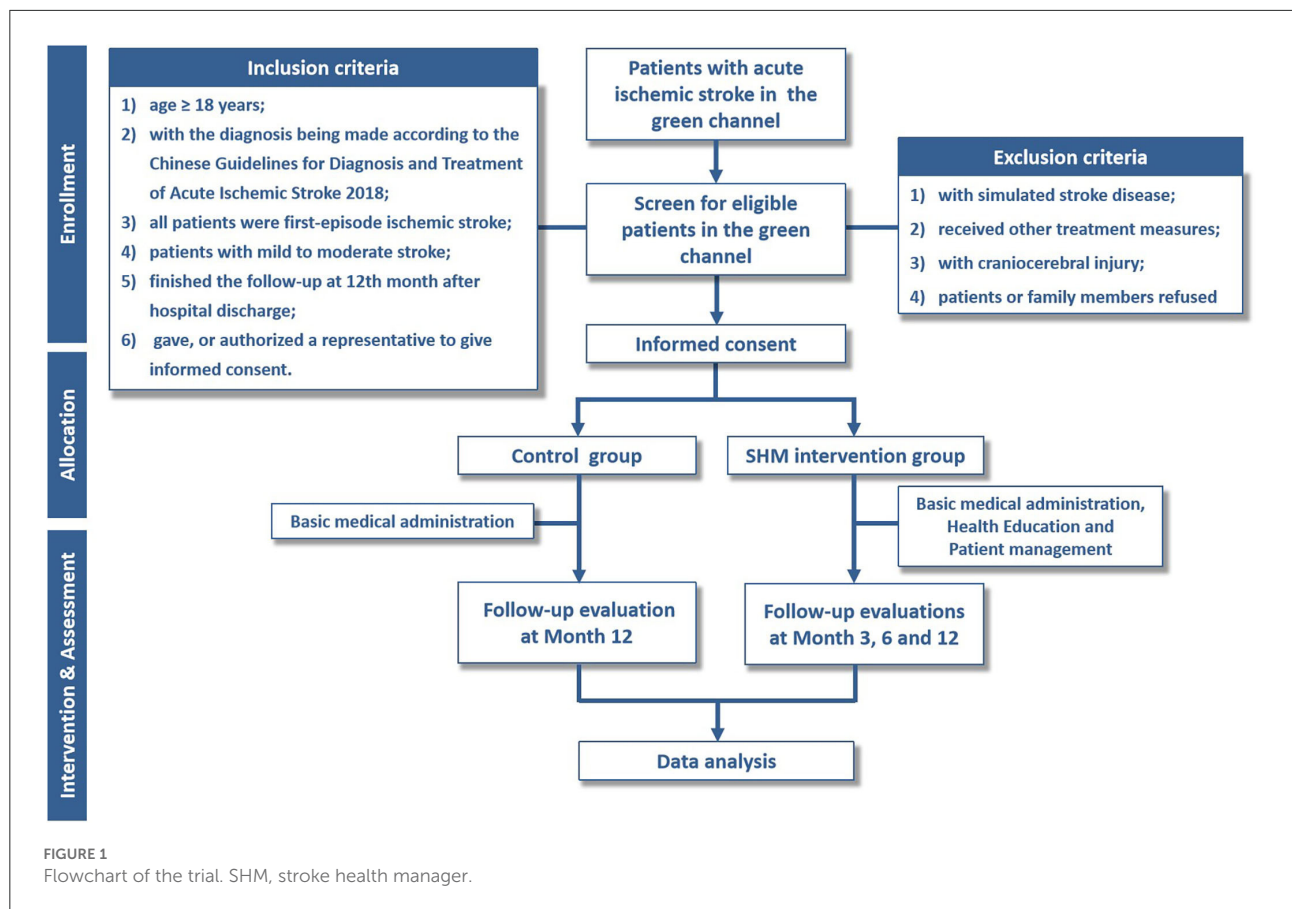 Enrollment
Allocation
Intervention & Assessment
Inclusion criteria
1) age ≥ 18 years;
2) with the diagnosis being made according to the
Chinese Guidelines for Diagnosis and Treatment
of Acute Ischemic Stroke 2018;
3) all patients were first-episode ischemic stroke;
4) patients with mild to moderate stroke;
5) finished the follow-up at 12th month after
hospital discharge;
6) gave, or authorized a representative to give
informed consent.
Patients with acute
ischemic stroke in the
green channel
Screen for eligible
patients in the green
channel
Exclusion criteria
1) with simulated stroke disease;
2) received other treatment measures;
3) with craniocerebral injury;
4) patients or family members refused
Informed consent
Control group
SHM intervention group
Basic medical administration
Basic medical administration,
Health Education and
Patient management
Follow-up evaluation
at Month 12
Follow-up evaluations
at Month 3, 6 and 12
Data analysis
FIGURE 1
Flowchart of the trial. SHM, stroke health manager.